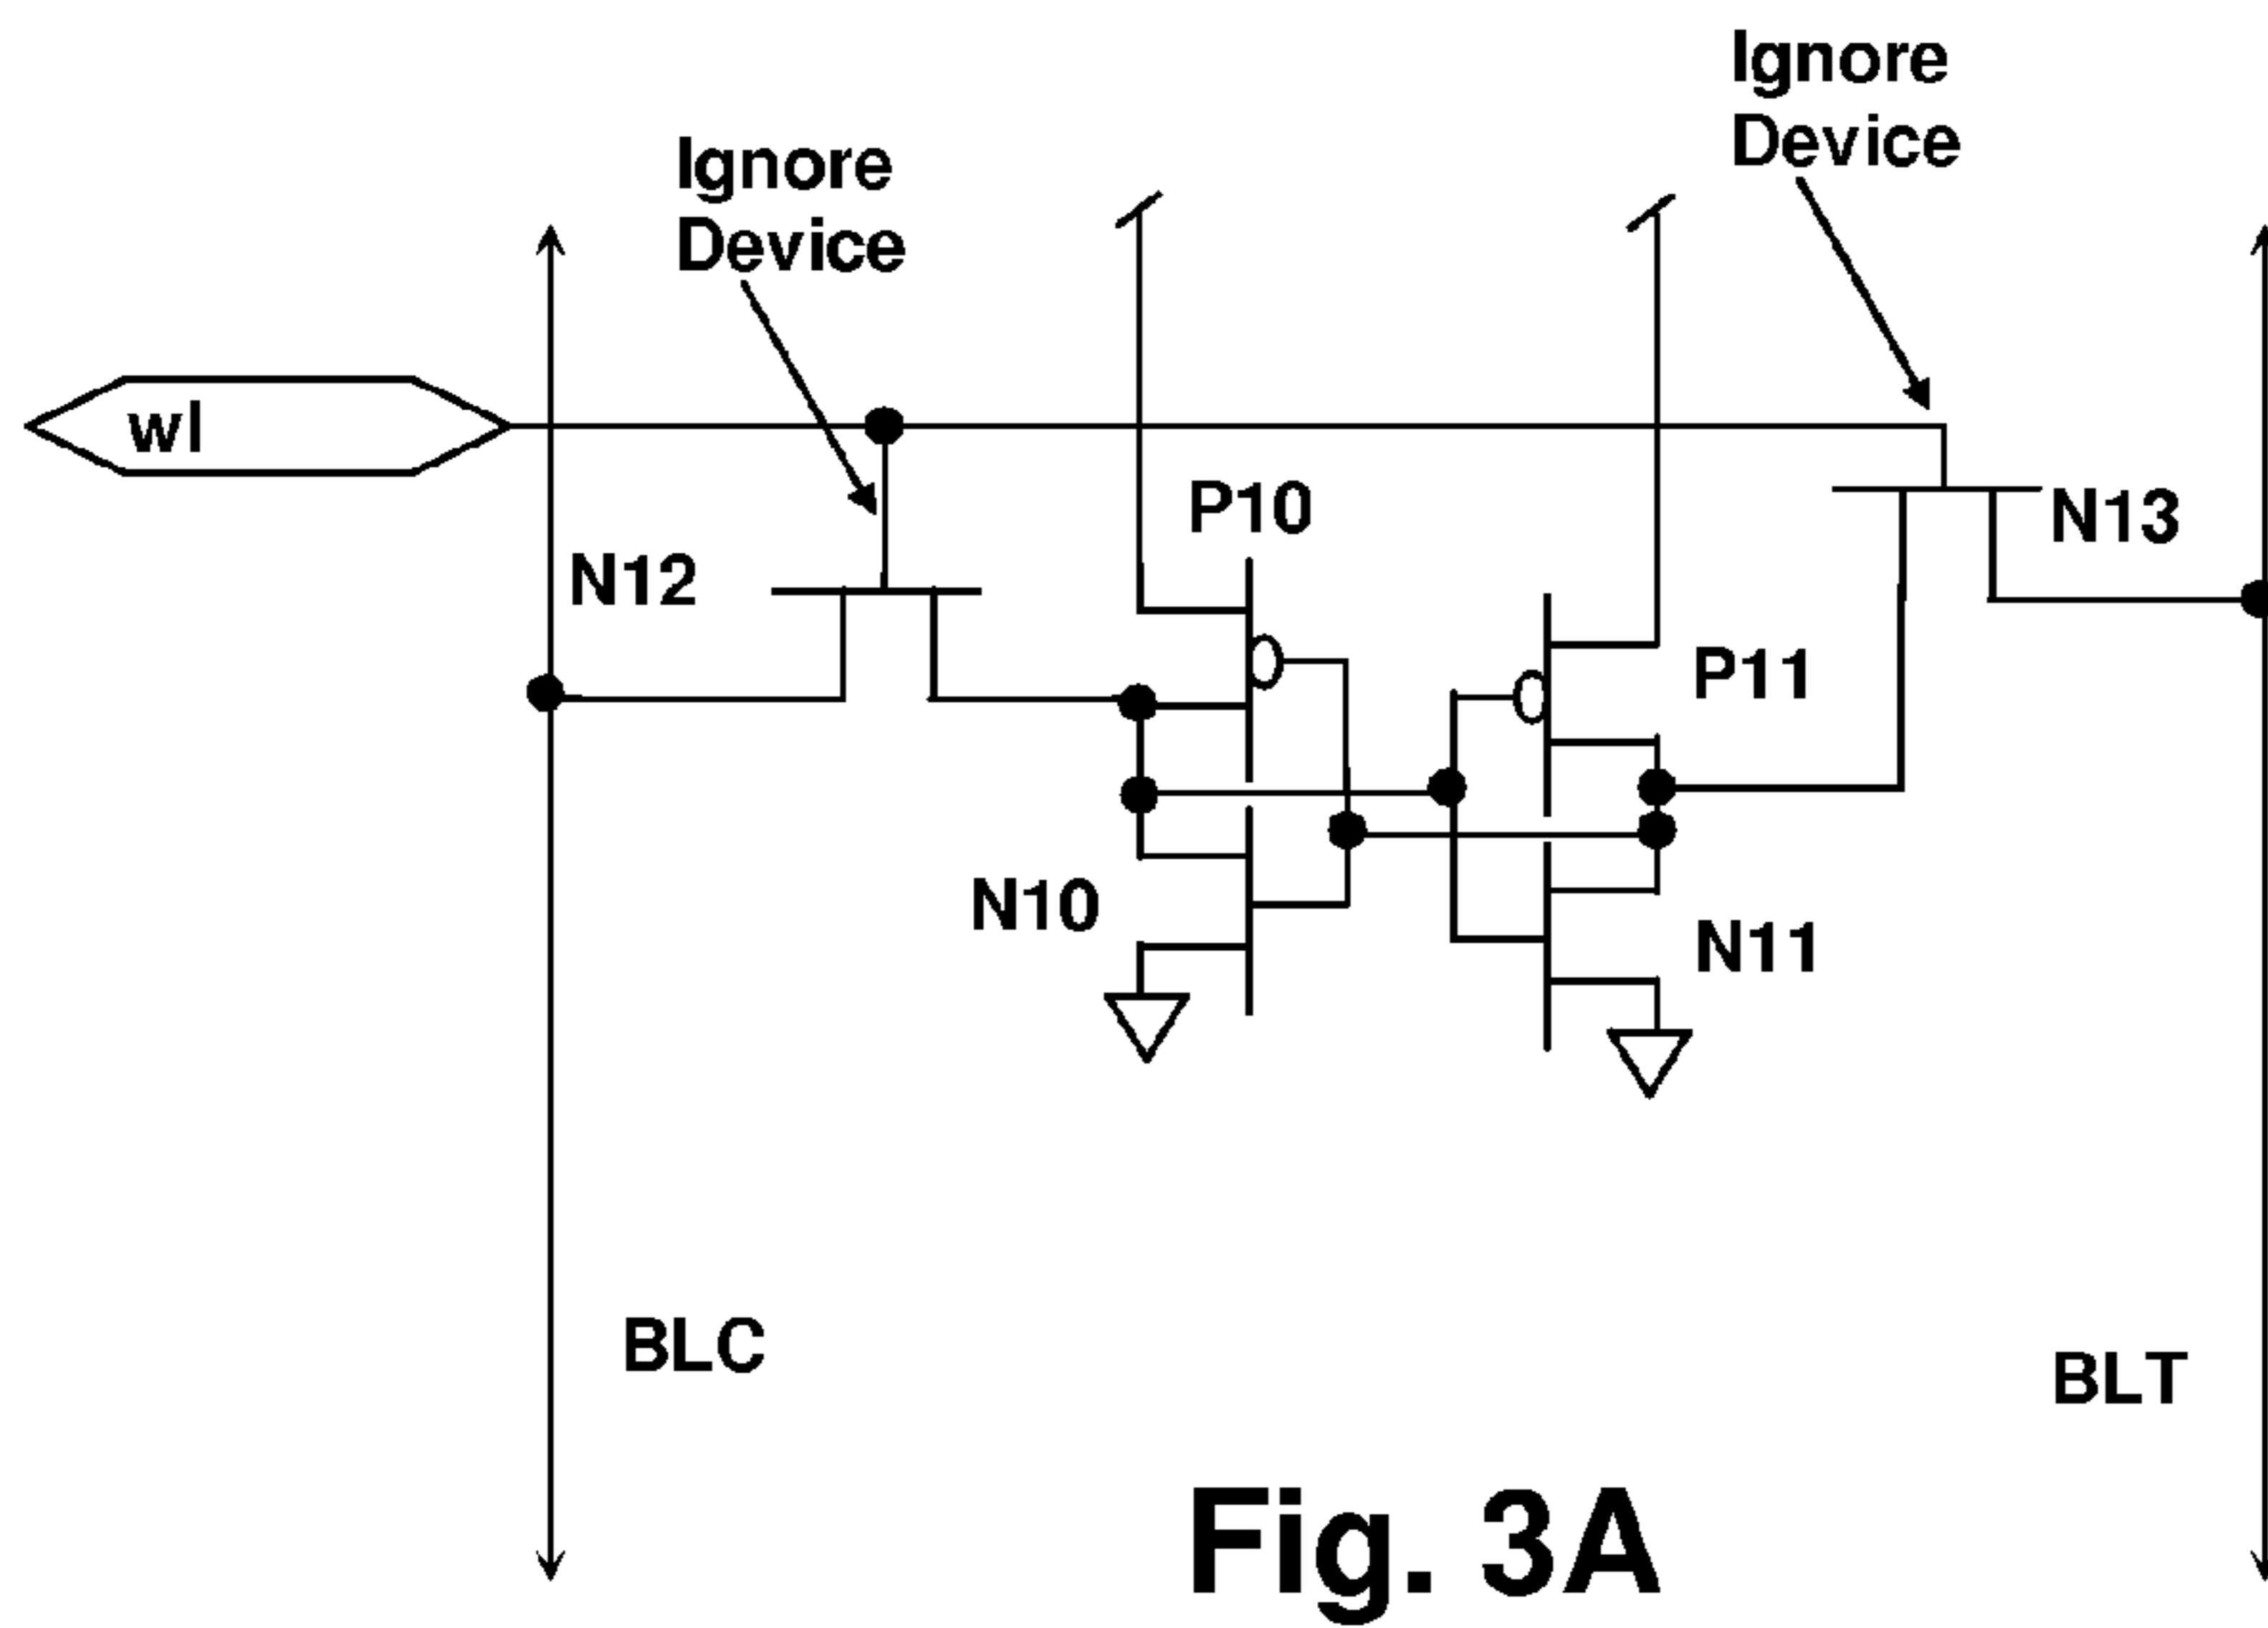 Ignore
Device
Ignore
Device
wl
P10
N13
N12
P11
N10
N11
BLC
BLT
Fig. 3A